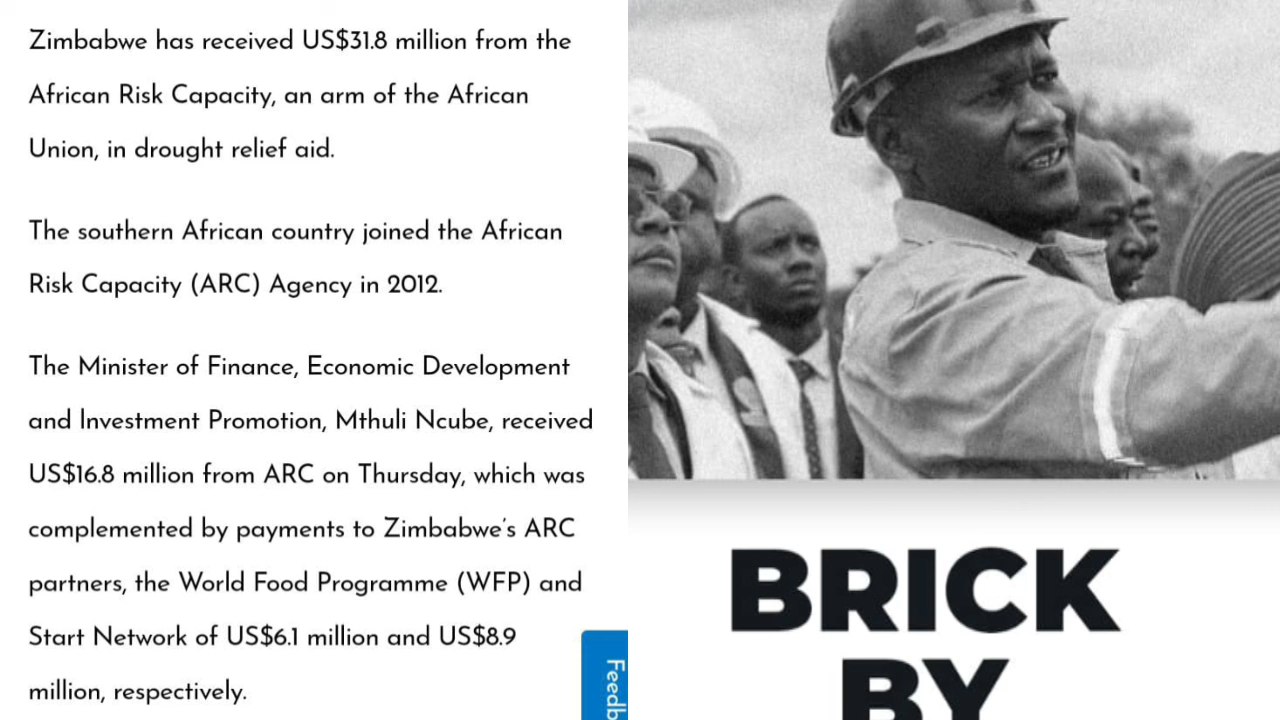 Zimbabwe has received US$31.8 million from the
African Risk Capacity, an arm of the African
Union, in drought relief aid.
The southern African country joined the African
Risk Capacity (ARC) Agency in 2012.
The Minister of Finance, Economic Development
and Investment Promotion, Mthuli Ncube, received
US$16.8 million from ARC on Thursday, which was
complemented by payments to Zimbabwe's ARC
partners, the World Food Programme (WFP) and
Start Network of US$6.1 million and US$8.9
million, respectively.
BRICK
BY